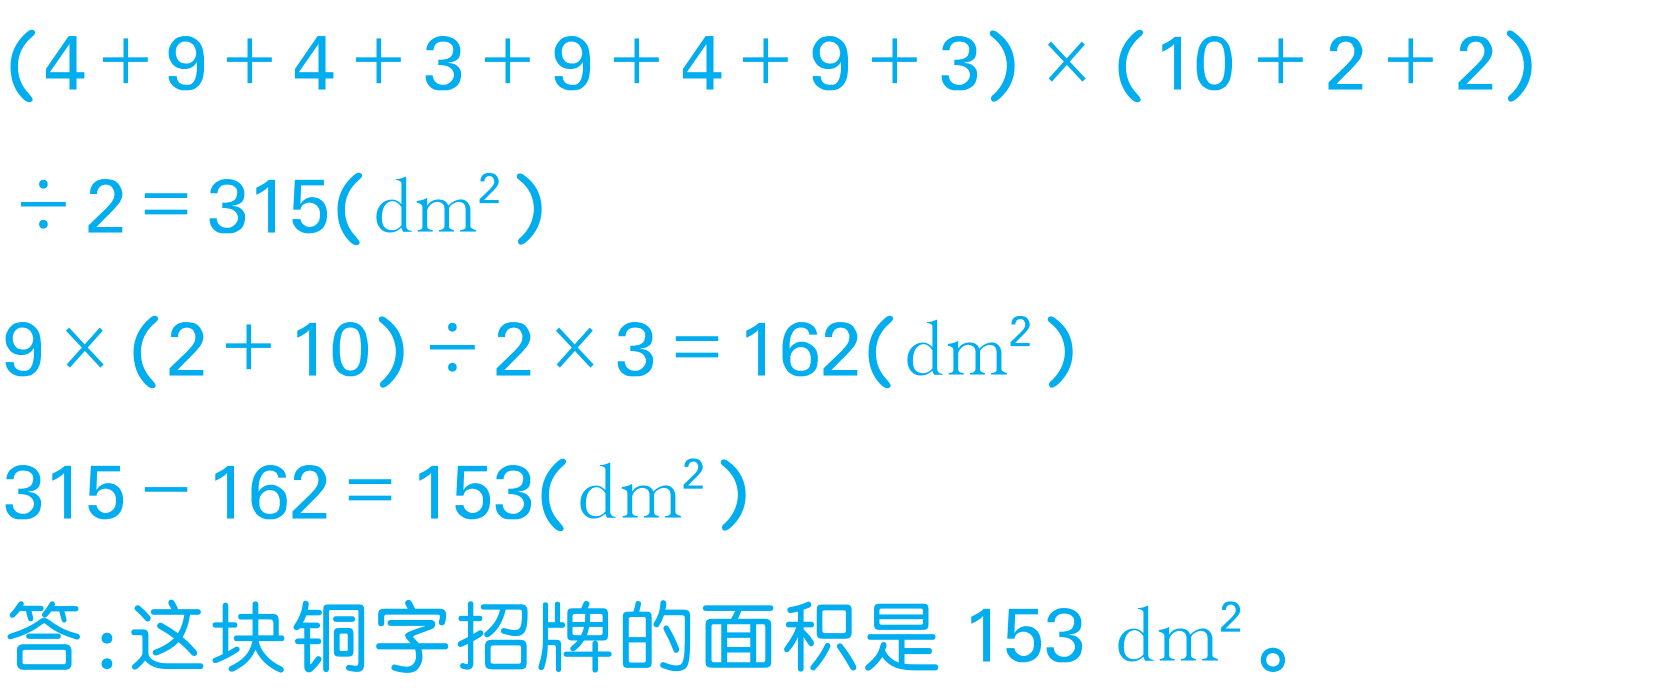 (4＋9＋4＋3＋9＋4＋9＋3)×(10＋2＋2)
÷2＝315(dm²)
9×(2＋10)÷2×3＝162(dm²)
315－162＝153(dm²)
答:这块铜字招牌的面积是 153 dm²。